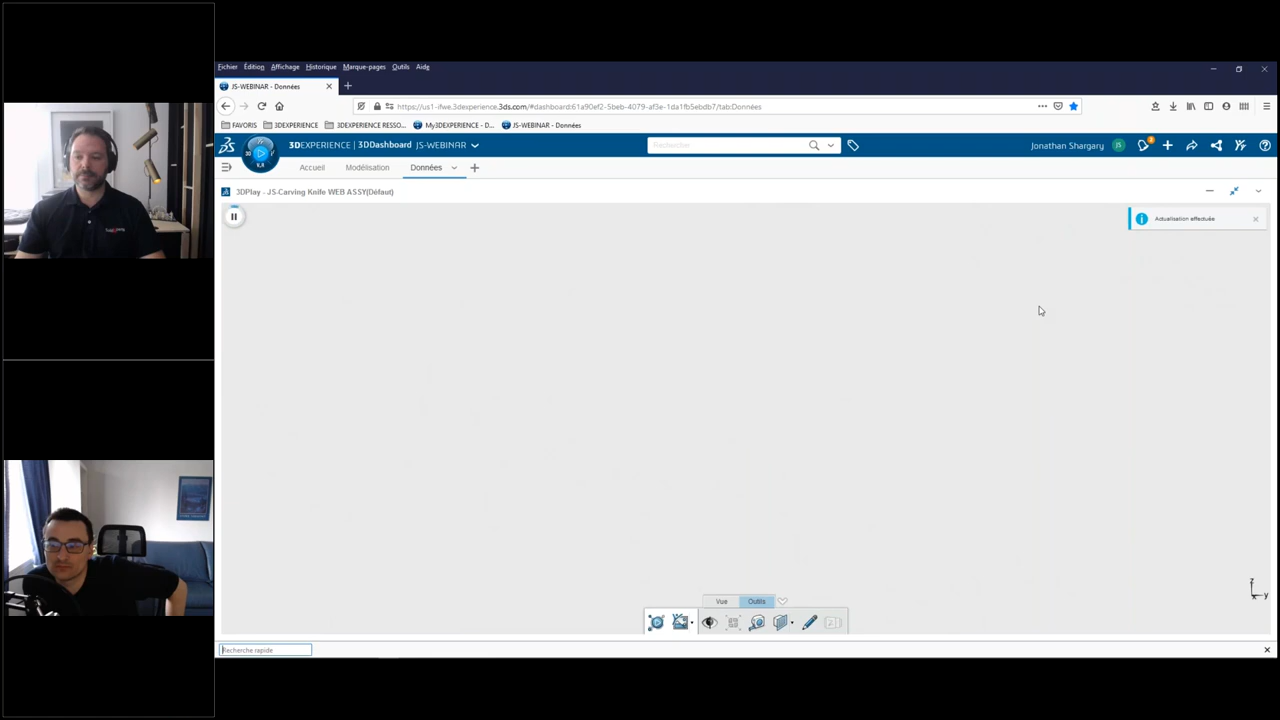 Fichier Édition Affichage Historique Marque-pages Outils Aide
JS-WEBINAR - Données
https://us1-ifwe.3dexperience.3ds.com/#dashboard:61a90ef2-5beb-4079-af3e-1da1fb5ebdb7/tab:Données
FAVORIS 3DEXPERIENCE 3DEXPERIENCE RESSO... My3DEXPERIENCE - D... JS-WEBINAR - Données
3DEXPERIENCE | 3DDashboard JS-WEBINAR
Rechercher
Jonathan Shargary
Accueil Modélisation Données
3DPlay - JS-Carving Knife WEB ASSY(Défaut)
Actualisation effectuée
z
x y
Vue Outils
Recherche rapide